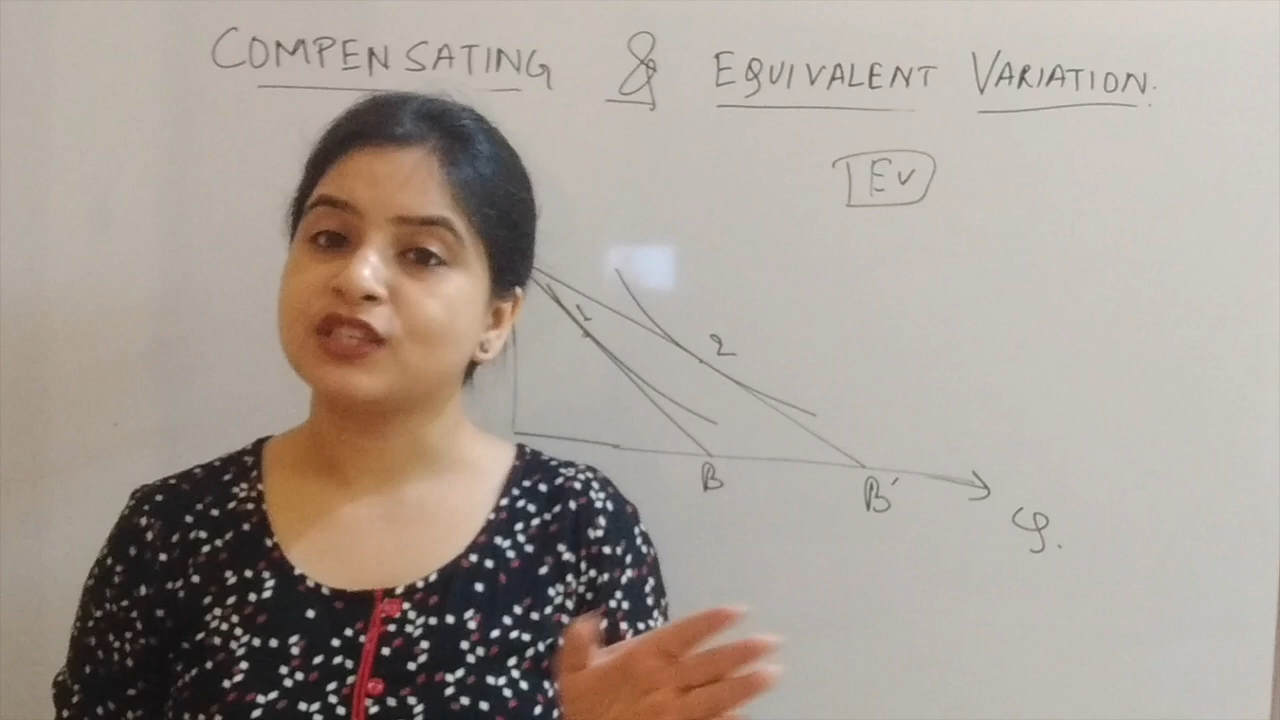 COMPENSATING & EQUIVALENT VARIATION.
EV
1
2
B
B'